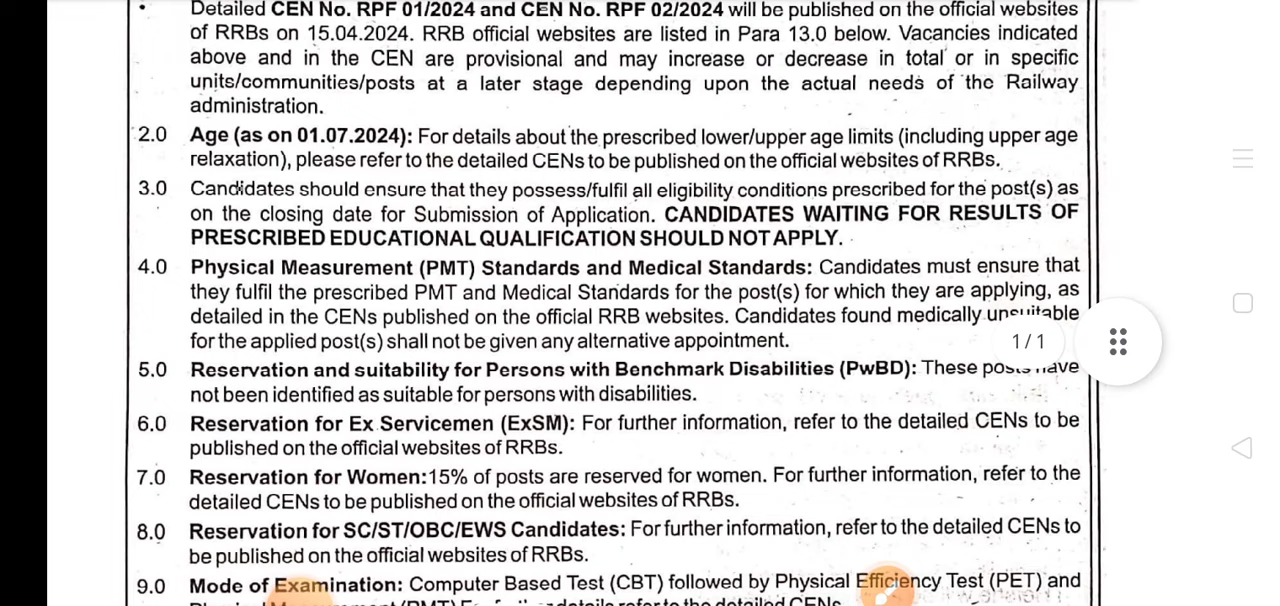 • Detailed CEN No. RPF 01/2024 and CEN No. RPF 02/2024 will be published on the official websites
of RRBs on 15.04.2024. RRB official websites are listed in Para 13.0 below. Vacancies indicated
above and in the CEN are provisional and may increase or decrease in total or in specific
units/communities/posts at a later stage depending upon the actual needs of the Railway
administration.
2.0 Age (as on 01.07.2024): For details about the prescribed lower/upper age limits (including upper age
relaxation), please refer to the detailed CENs to be published on the official websites of RRBs.
3.0 Candidates should ensure that they possess/fulfil all eligibility conditions prescribed for the post(s) as
on the closing date for Submission of Application. CANDIDATES WAITING FOR RESULTS OF
PRESCRIBED EDUCATIONAL QUALIFICATION SHOULD NOT APPLY.
4.0 Physical Measurement (PMT) Standards and Medical Standards: Candidates must ensure that
they fulfil the prescribed PMT and Medical Standards for the post(s) for which they are applying, as
detailed in the CENs published on the official RRB websites. Candidates found medically unsuitable
for the applied post(s) shall not be given any alternative appointment.
1/1
5.0 Reservation and suitability for Persons with Benchmark Disabilities (PwBD): These posts have
not been identified as suitable for persons with disabilities.
6.0 Reservation for Ex Servicemen (ExSM): For further information, refer to the detailed CENs to be
published on the official websites of RRBs.
7.0 Reservation for Women:15% of posts are reserved for women. For further information, refer to the
detailed CENs to be published on the official websites of RRBs.
8.0 Reservation for SC/ST/OBC/EWS Candidates: For further information, refer to the detailed CENs to
be published on the official websites of RRBs.
9.0 Mode of Examination: Computer Based Test (CBT) followed by Physical Efficiency Test (PET) and
details refer to the detailed CENs